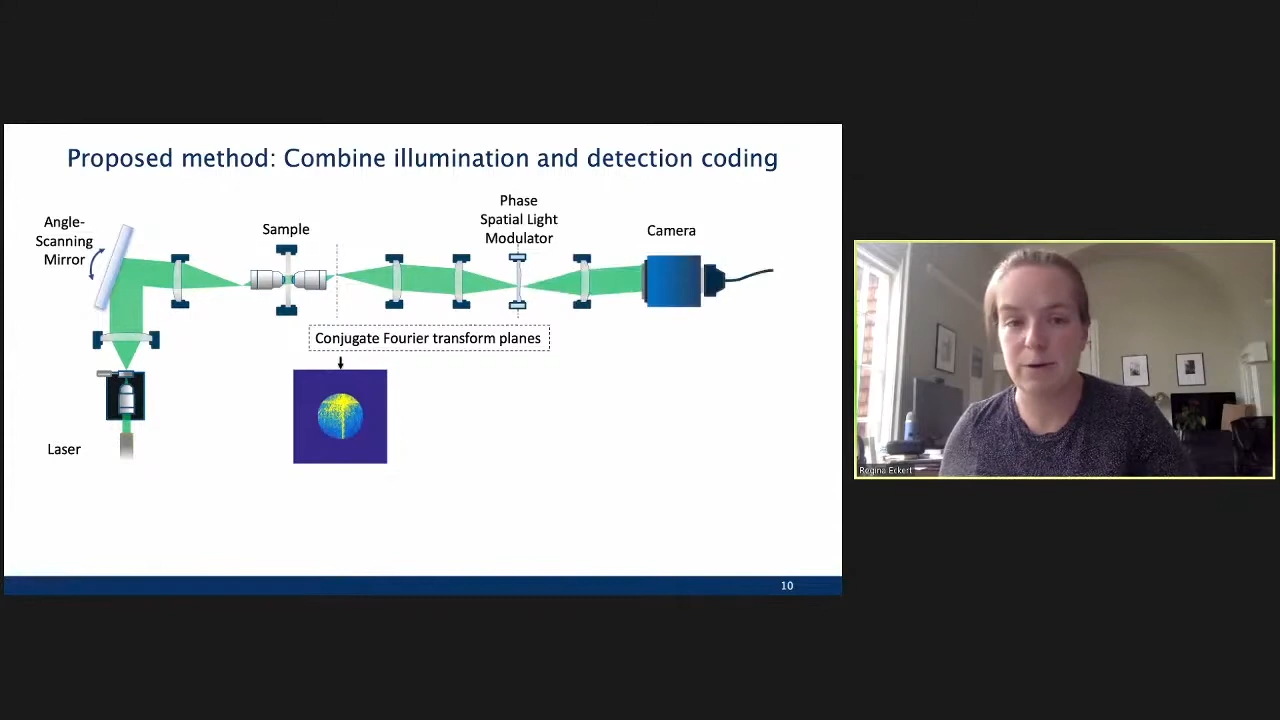 Proposed method: Combine illumination and detection coding
Angle-
Scanning
Mirror
Sample
Phase
Spatial Light
Modulator
Camera
Conjugate Fourier transform planes
Laser
10
Regina Eckert